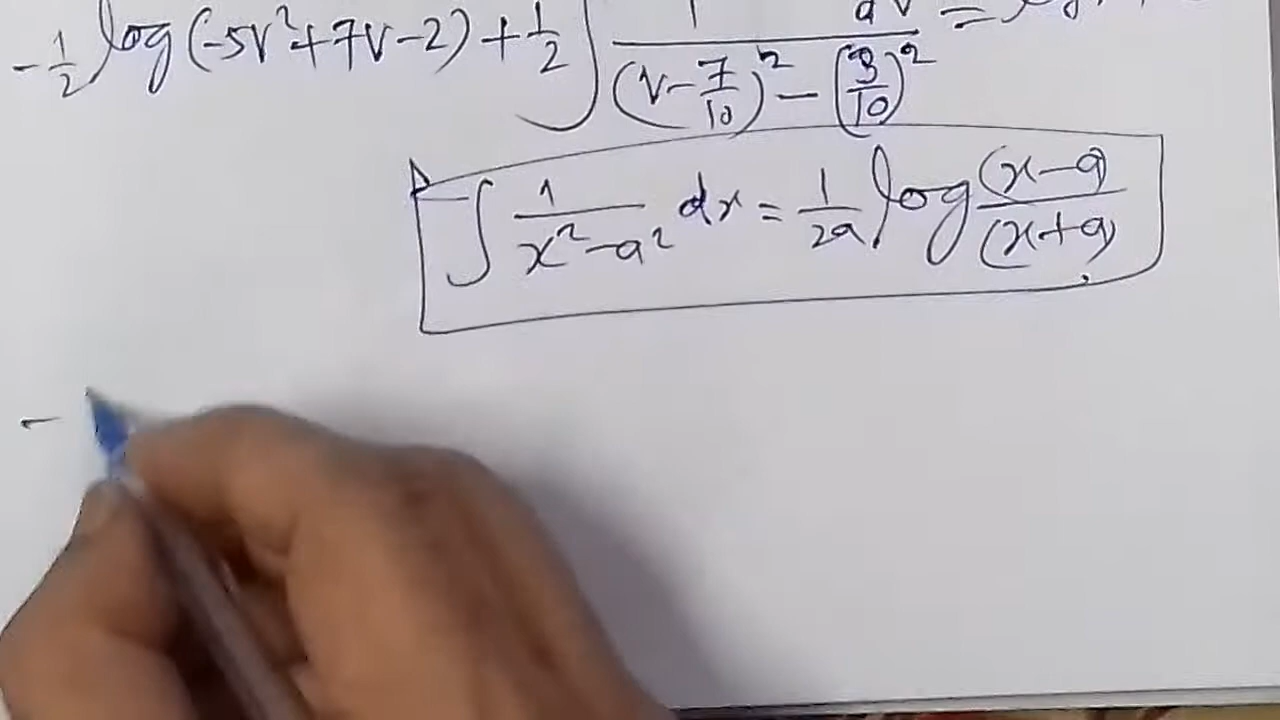 -1/2 log(-5v²+7v-2)+1/2 ∫ 1/((v-7/10)²-(3/10)²) dv = log
∫ 1/(x²-a²) dx = 1/2a log (x-a)/(x+a)
-